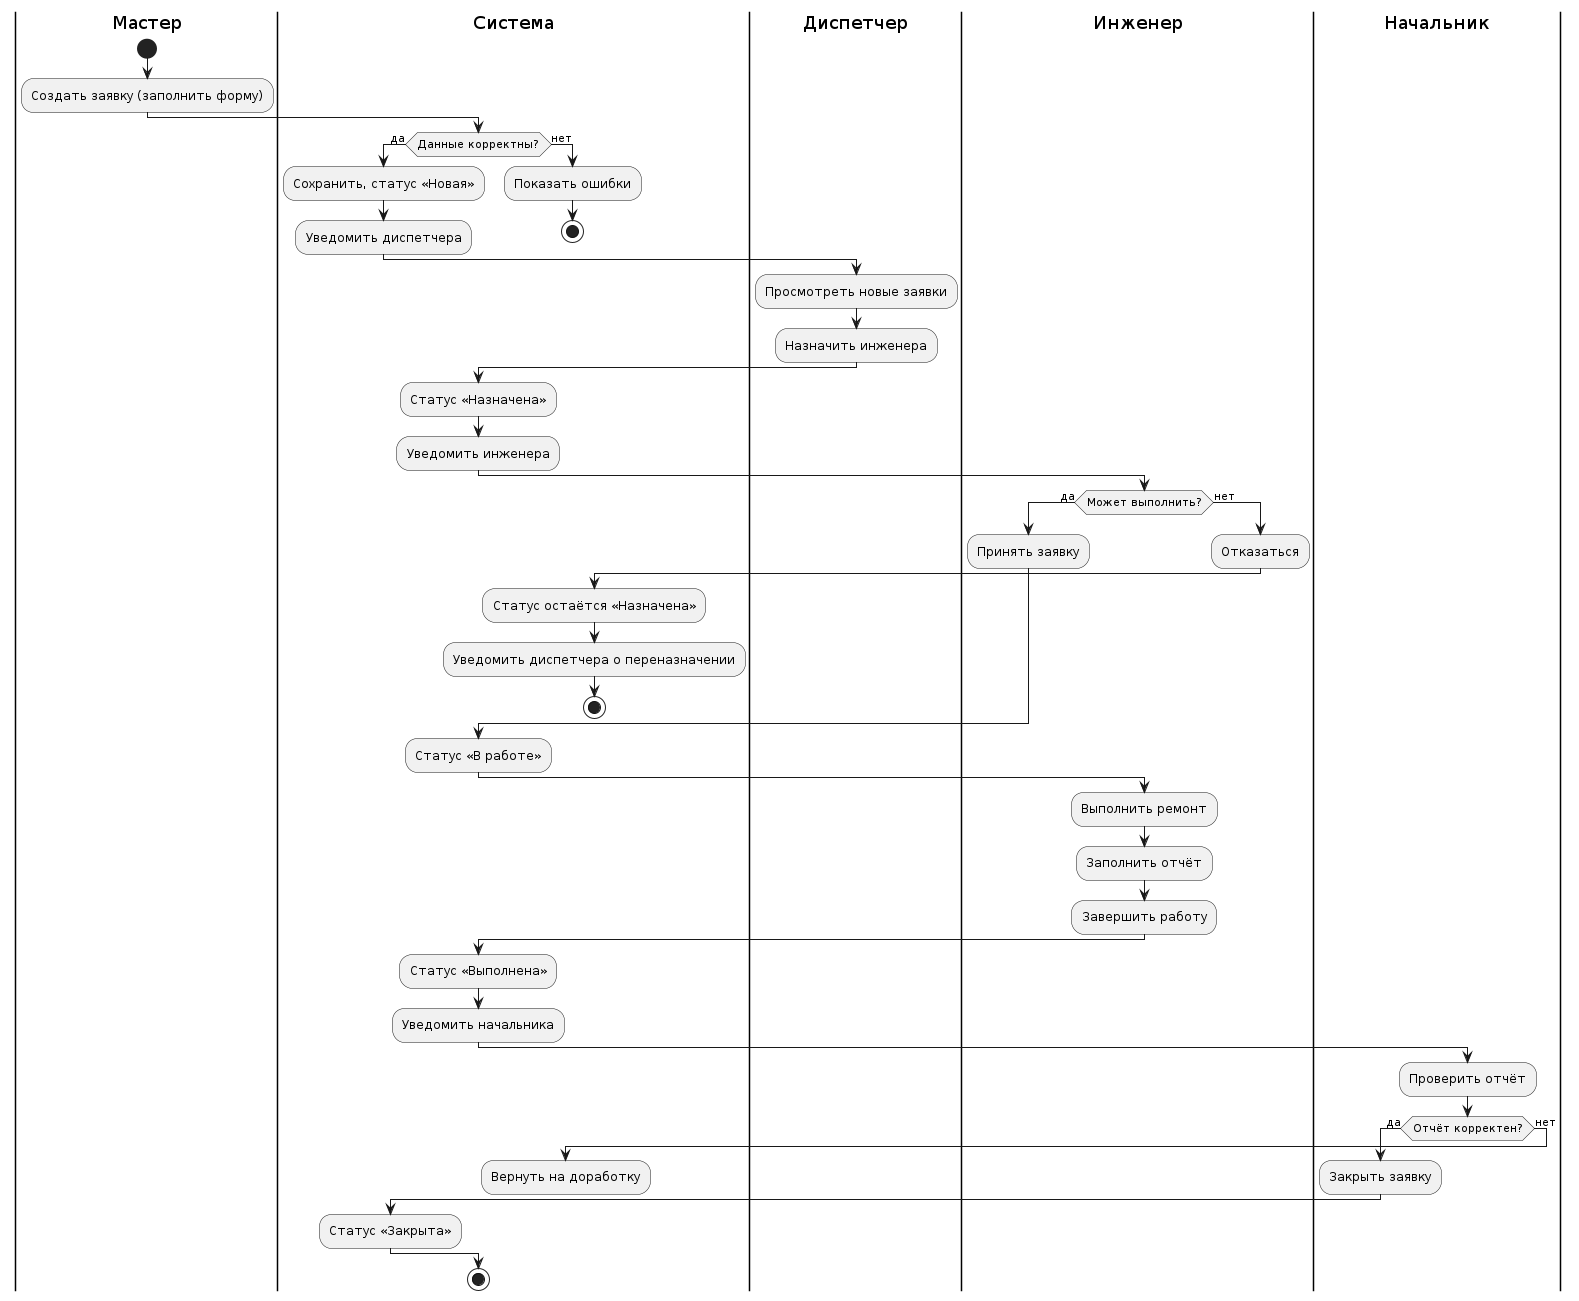 Мастер
Система
Диспетчер
Инженер
Начальник
Создать заявку (заполнить форму)
да
Данные корректны?
нет
Сохранить, статус «Новая»
Показать ошибки
Уведомить диспетчера
Просмотреть новые заявки
Назначить инженера
Статус «Назначена»
Уведомить инженера
да
Может выполнить?
нет
Принять заявку
Отказаться
Статус остаётся «Назначена»
Уведомить диспетчера о переназначении
Статус «В работе»
Выполнить ремонт
Заполнить отчёт
Завершить работу
Статус «Выполнена»
Уведомить начальника
Проверить отчёт
да
Отчёт корректен?
нет
Вернуть на доработку
Закрыть заявку
Статус «Закрыта»